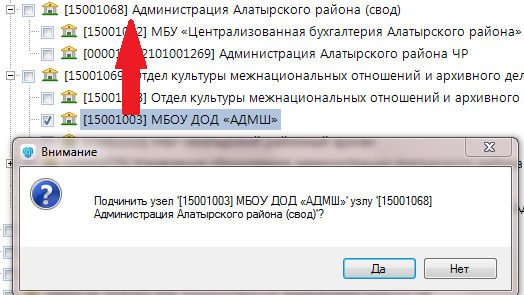 [15001068] Администрация Алатырского района (свод)
МБУ «Централизованная бухгалтерия Алатырского района»
2101001269] Администрация Алатырского района ЧР
[15001069] Отдел культуры межнациональных отношений и архивного дел
Отдел культуры межнациональных отношений и архивного
[15001003] МБОУ ДОД «АДМШ»
Внимание
Подчинить узел '[15001003] МБОУ ДОД «АДМШ»' узлу '[15001068]
Администрация Алатырского района (свод)'?
Да
Нет